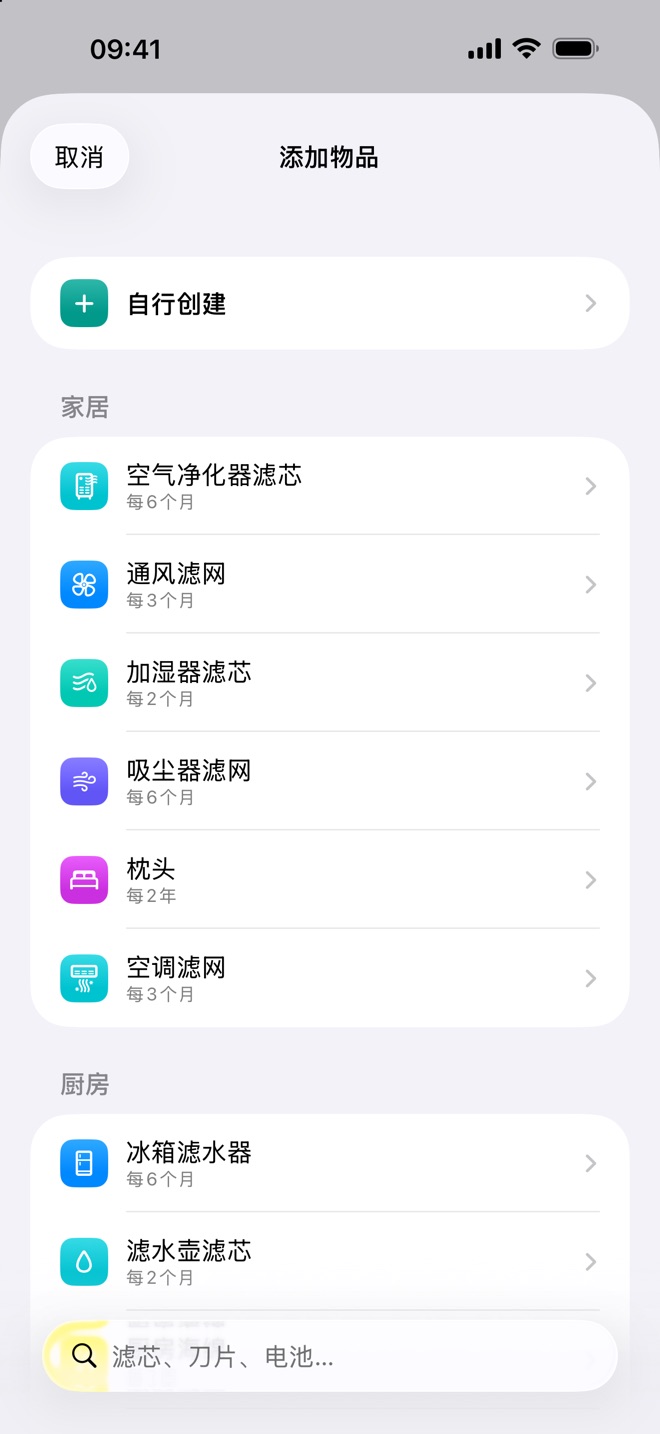 09:41
取消
添加物品
自行创建
家居
空气净化器滤芯
每6个月
通风滤网
每3个月
加湿器滤芯
每2个月
吸尘器滤网
每6个月
枕头
每2年
空调滤网
每3个月
厨房
冰箱滤水器
每6个月
滤水壶滤芯
每2个月
滤芯、刀片、电池...